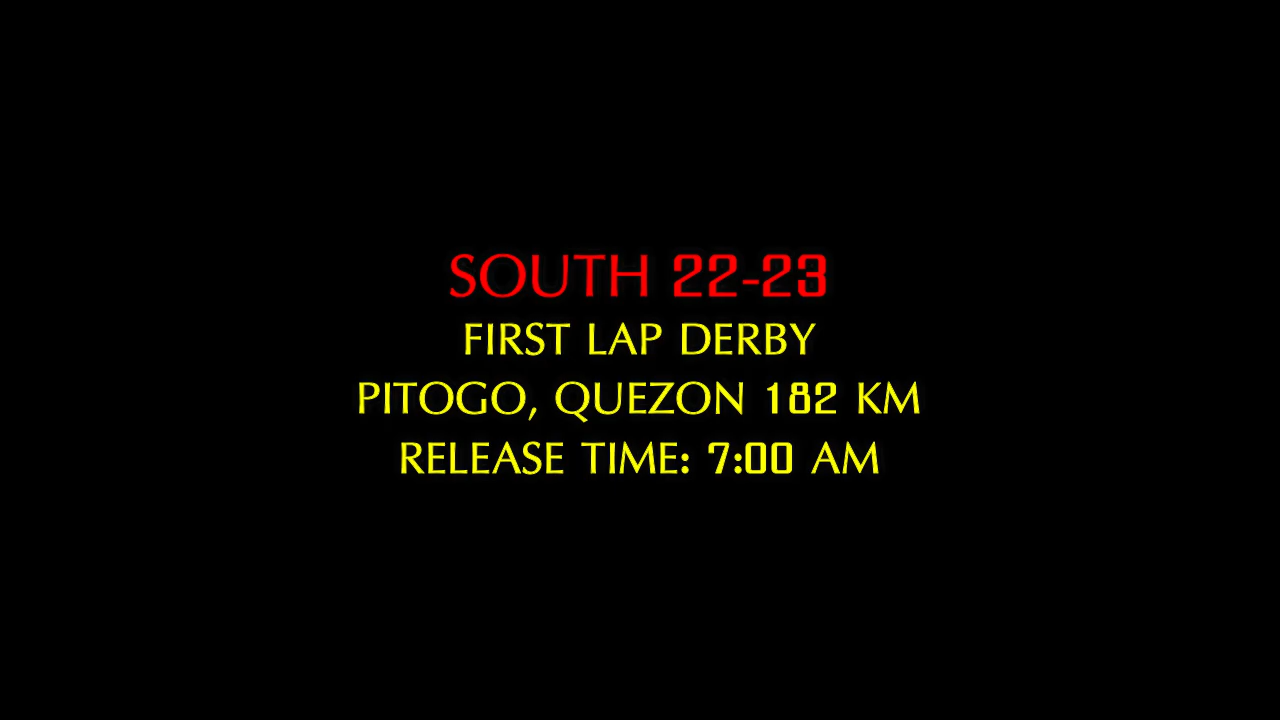 SOUTH 22-23
FIRST LAP DERBY
PITOGO, QUEZON 182 KM
RELEASE TIME: 7:00 AM